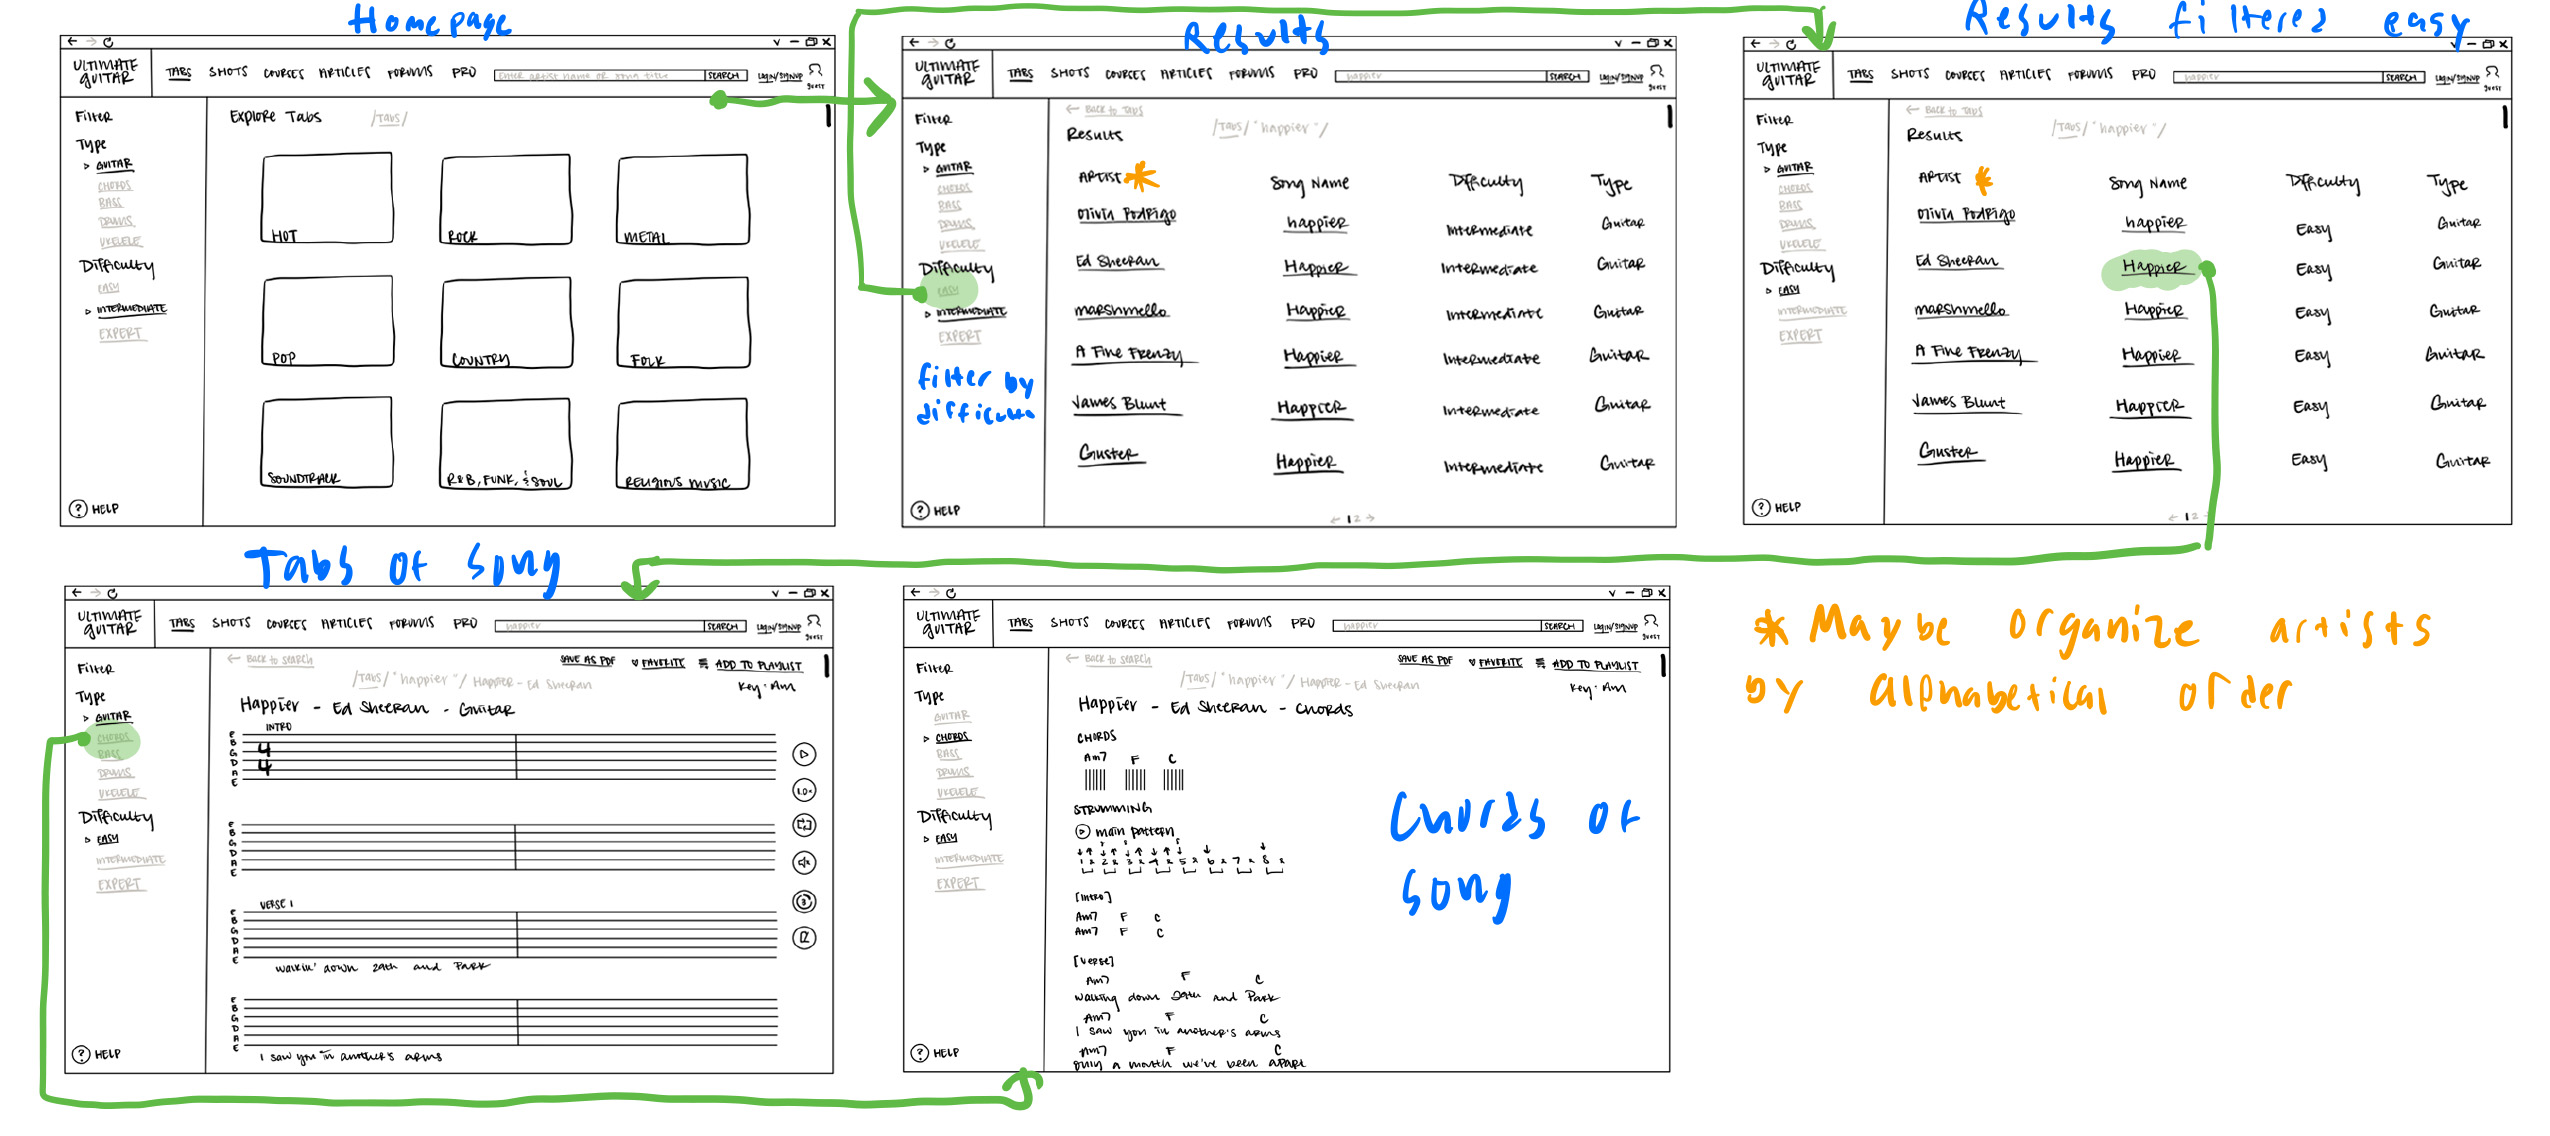 Homepage
ULTIMATE GUITAR
TABS SHOTS COURSES ARTICLES FORUMS PRO
Enter artist name or song title SEARCH LOGIN/SIGNUP guest
Filter
Type
GUITAR
CHORDS
BASS
DRUMS
UKELELE
Difficulty
EASY
INTERMEDIATE
EXPERT
? HELP
Explore Tabs /Tabs/
HOT ROCK METAL
POP COUNTRY FOLK
SOUNDTRACK R&B, FUNK, & SOUL RELIGIOUS MUSIC
Results
ULTIMATE GUITAR
TABS SHOTS COURSES ARTICLES FORUMS PRO
happier SEARCH LOGIN/SIGNUP guest
Filter
Type
GUITAR
CHORDS
BASS
DRUMS
UKELELE
Difficulty
EASY
INTERMEDIATE
EXPERT
filter by
? HELP
← Back to Tabs
Results /Tabs/"happier"/
ARTIST * Song Name Difficulty Type
Olivia Rodrigo happier Intermediate Guitar
Ed Sheeran Happier Intermediate Guitar
marshmello Happier Intermediate Guitar
A Fine Frenzy Happier Intermediate Guitar
James Blunt Happier Intermediate Guitar
Guster Happier Intermediate Guitar
← 1 2 →
Results filtered easy
ULTIMATE GUITAR
TABS SHOTS COURSES ARTICLES FORUMS PRO
happier SEARCH LOGIN/SIGNUP guest
Filter
Type
GUITAR
CHORDS
BASS
DRUMS
UKELELE
Difficulty
EASY
INTERMEDIATE
EXPERT
? HELP
← Back to Tabs
Results /Tabs/"happier"/
ARTIST * Song Name Difficulty Type
Olivia Rodrigo happier Easy Guitar
Ed Sheeran Happier Easy Guitar
marshmello Happier Easy Guitar
A Fine Frenzy Happier Easy Guitar
James Blunt Happier Easy Guitar
Guster Happier Easy Guitar
← 1 2
Tabs of song
ULTIMATE GUITAR
TABS SHOTS COURSES ARTICLES FORUMS PRO
happier SEARCH LOGIN/SIGNUP guest
Filter
Type
GUITAR
CHORDS
BASS
DRUMS
UKELELE
Difficulty
EASY
INTERMEDIATE
EXPERT
? HELP
← Back to search SAVE AS PDF FAVORITE ADD TO PLAYLIST
/Tabs/"happier"/ Happier - Ed Sheeran
Key: Am
Happier - Ed Sheeran - Guitar
INTRO
E
B
G 4
D 4
A
E
1.0x
E
B
G
D
A
E
VERSE 1
E
B
G
D
A
E
walkin' down 29th and Park
E
B
G
D
A
E
I saw you in another's arms
ULTIMATE GUITAR
TABS SHOTS COURSES ARTICLES FORUMS PRO
happier SEARCH LOGIN/SIGNUP guest
Filter
Type
GUITAR
CHORDS
BASS
DRUMS
UKELELE
Difficulty
EASY
INTERMEDIATE
EXPERT
? HELP
← Back to search SAVE AS PDF FAVORITE ADD TO PLAYLIST
/Tabs/"happier"/ Happier - Ed Sheeran
Key: Am
Happier - Ed Sheeran - Chords
CHORDS
Am7 F C
STRUMMING
main pattern
[Intro]
Am7 F C
Am7 F C
[Verse]
Am7 F C
Walking down 29th and Park
Am7 F C
I saw you in another's arms
Am7 F C
Only a month we've been apart
Chords of
song
* Maybe organize artists
by alphabetical order